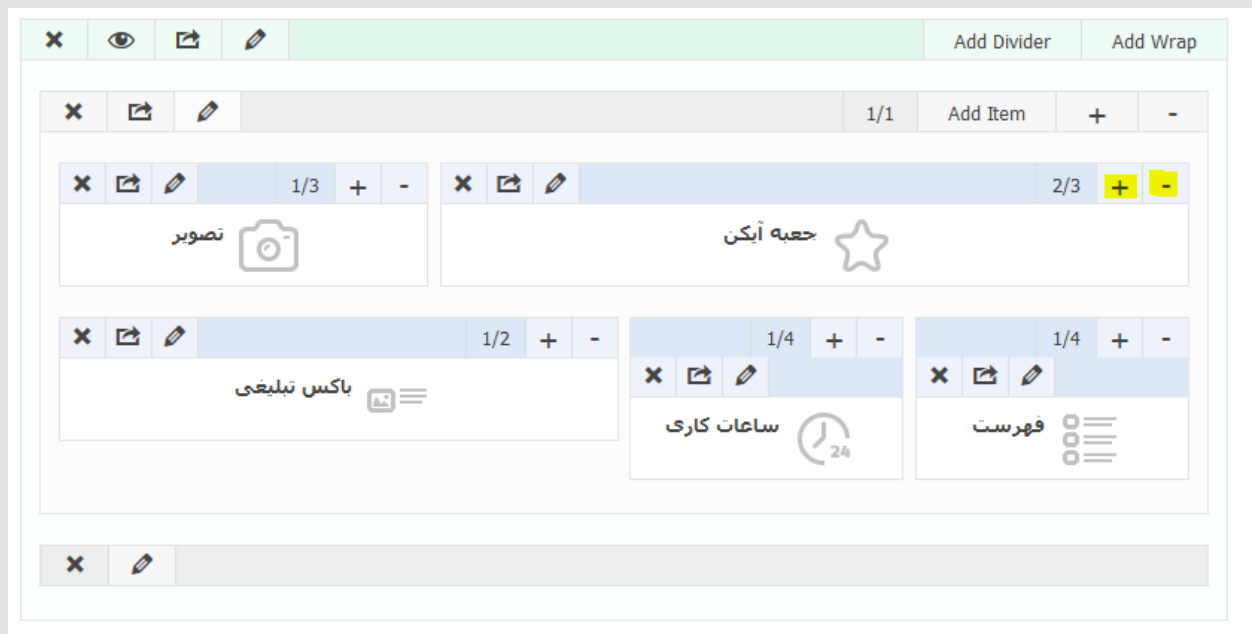 Add Divider Add Wrap
1/1 Add Item + -
1/3 + - 2/3 + -
تصویر جعبه آیکن
1/2 + - 1/4 + - 1/4 + -
باکس تبلیغی ساعات کاری فهرست
24